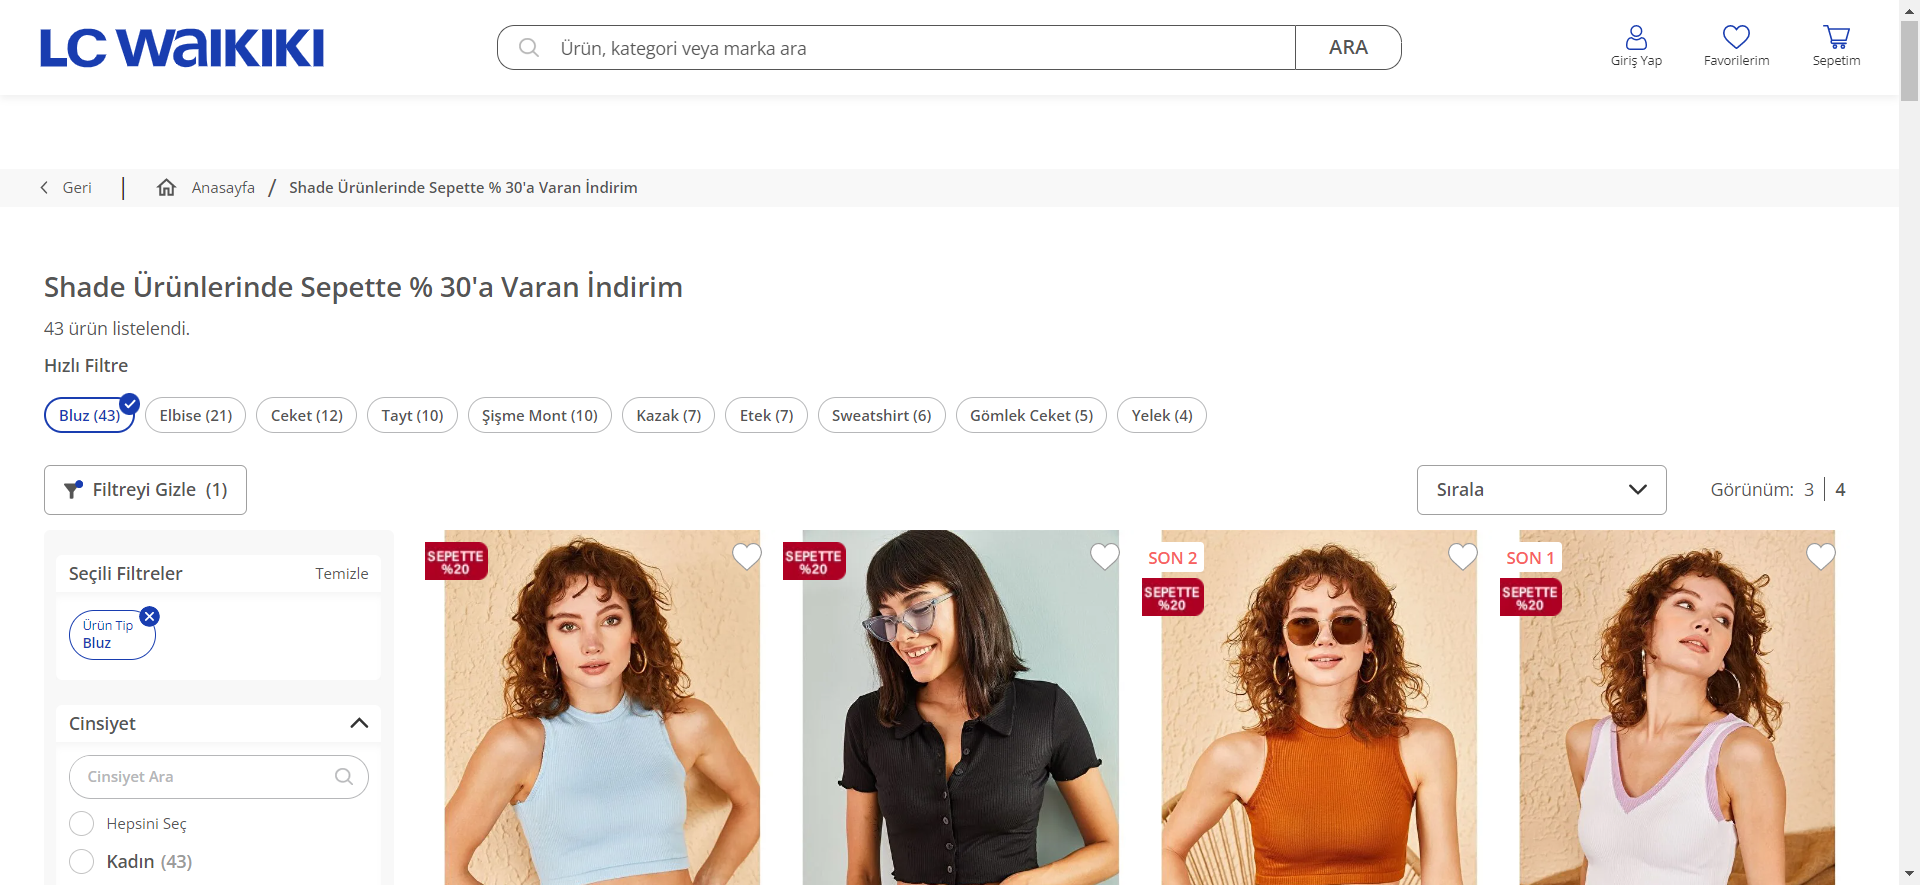 LC WAIKIKI
Ürün, kategori veya marka ara
ARA
Giriş Yap
Favorilerim
Sepetim
Geri
Anasayfa / Shade Ürünlerinde Sepette % 30'a Varan İndirim
Shade Ürünlerinde Sepette % 30'a Varan İndirim
43 ürün listelendi.
Hızlı Filtre
Bluz (43)
Elbise (21)
Ceket (12)
Tayt (10)
Şişme Mont (10)
Kazak (7)
Etek (7)
Sweatshirt (6)
Gömlek Ceket (5)
Yelek (4)
Filtreyi Gizle (1)
Sırala
Görünüm: 3 | 4
Seçili Filtreler
Temizle
Ürün Tip
Bluz
Cinsiyet
Cinsiyet Ara
Hepsini Seç
Kadın (43)
SEPETTE
%20
SEPETTE
%20
SON 2
SEPETTE
%20
SON 1
SEPETTE
%20